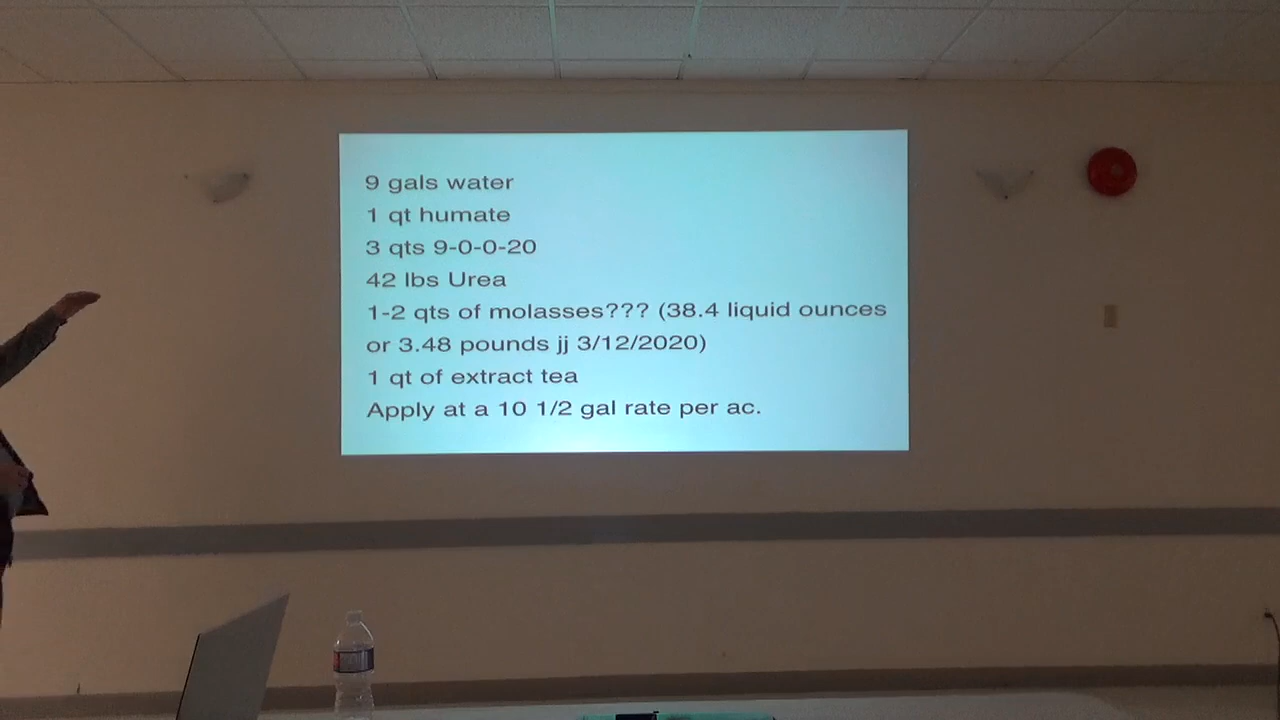 9 gals water
1 qt humate
3 qts 9-0-0-20
42 lbs Urea
1-2 qts of molasses??? (38.4 liquid ounces
or 3.48 pounds jj 3/12/2020)
1 qt of extract tea
Apply at a 10 1/2 gal rate per ac.